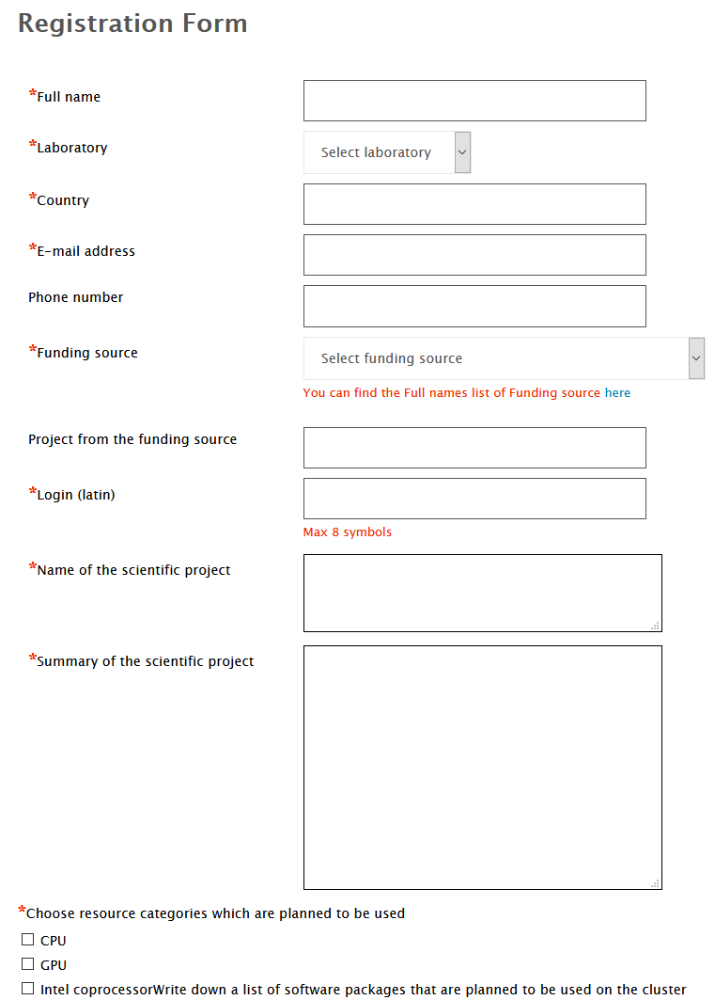 Registration Form
*Full name
*Laboratory
Select laboratory
*Country
*E-mail address
Phone number
*Funding source
Select funding source
You can find the Full names list of Funding source here
Project from the funding source
*Login (latin)
Max 8 symbols
*Name of the scientific project
*Summary of the scientific project
*Choose resource categories which are planned to be used
CPU
GPU
Intel coprocessorWrite down a list of software packages that are planned to be used on the cluster